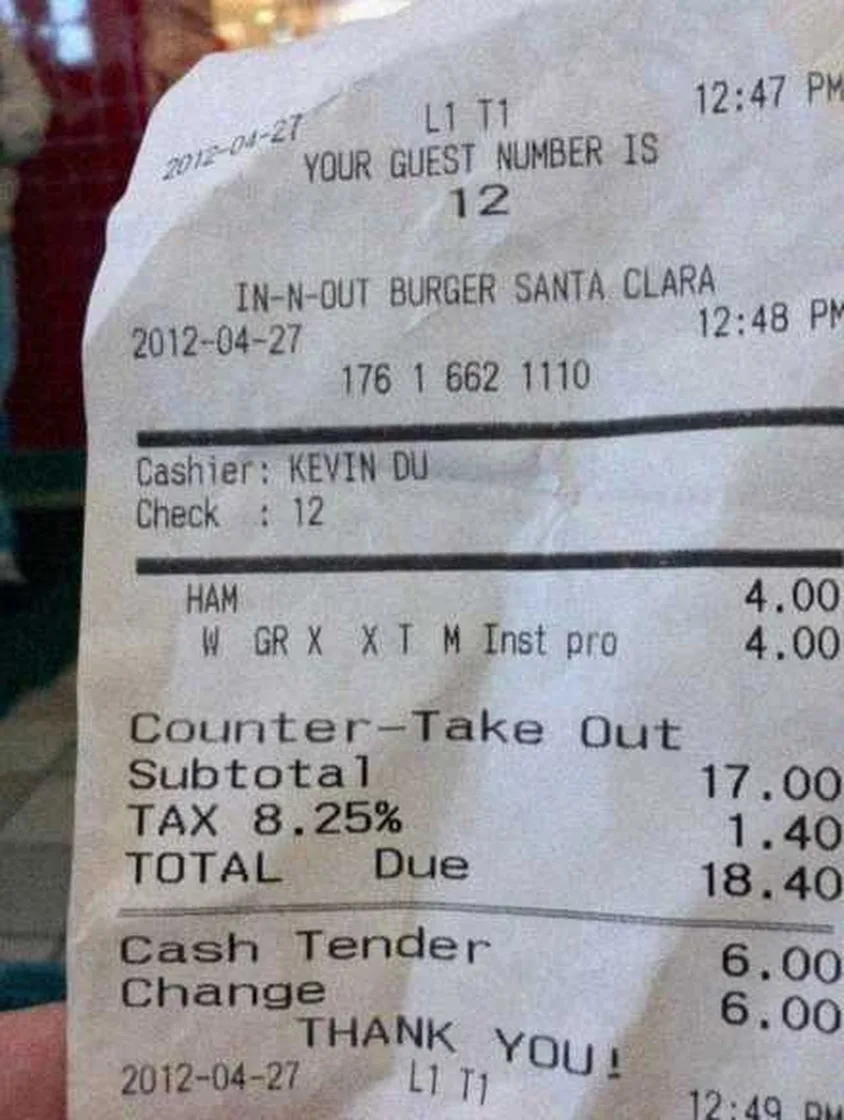 2012-04-27 L1 T1 12:47 PM
YOUR GUEST NUMBER IS
12
IN-N-OUT BURGER SANTA CLARA
2012-04-27 12:48 PM
176 1 662 1110
Cashier: KEVIN DU
Check : 12
HAM 4.00
W GR X X T M Inst pro 4.00
Counter-Take Out
Subtotal 17.00
TAX 8.25% 1.40
TOTAL Due 18.40
Cash Tender 6.00
Change 6.00
THANK YOU!
2012-04-27 L1 T1 12:49 PM